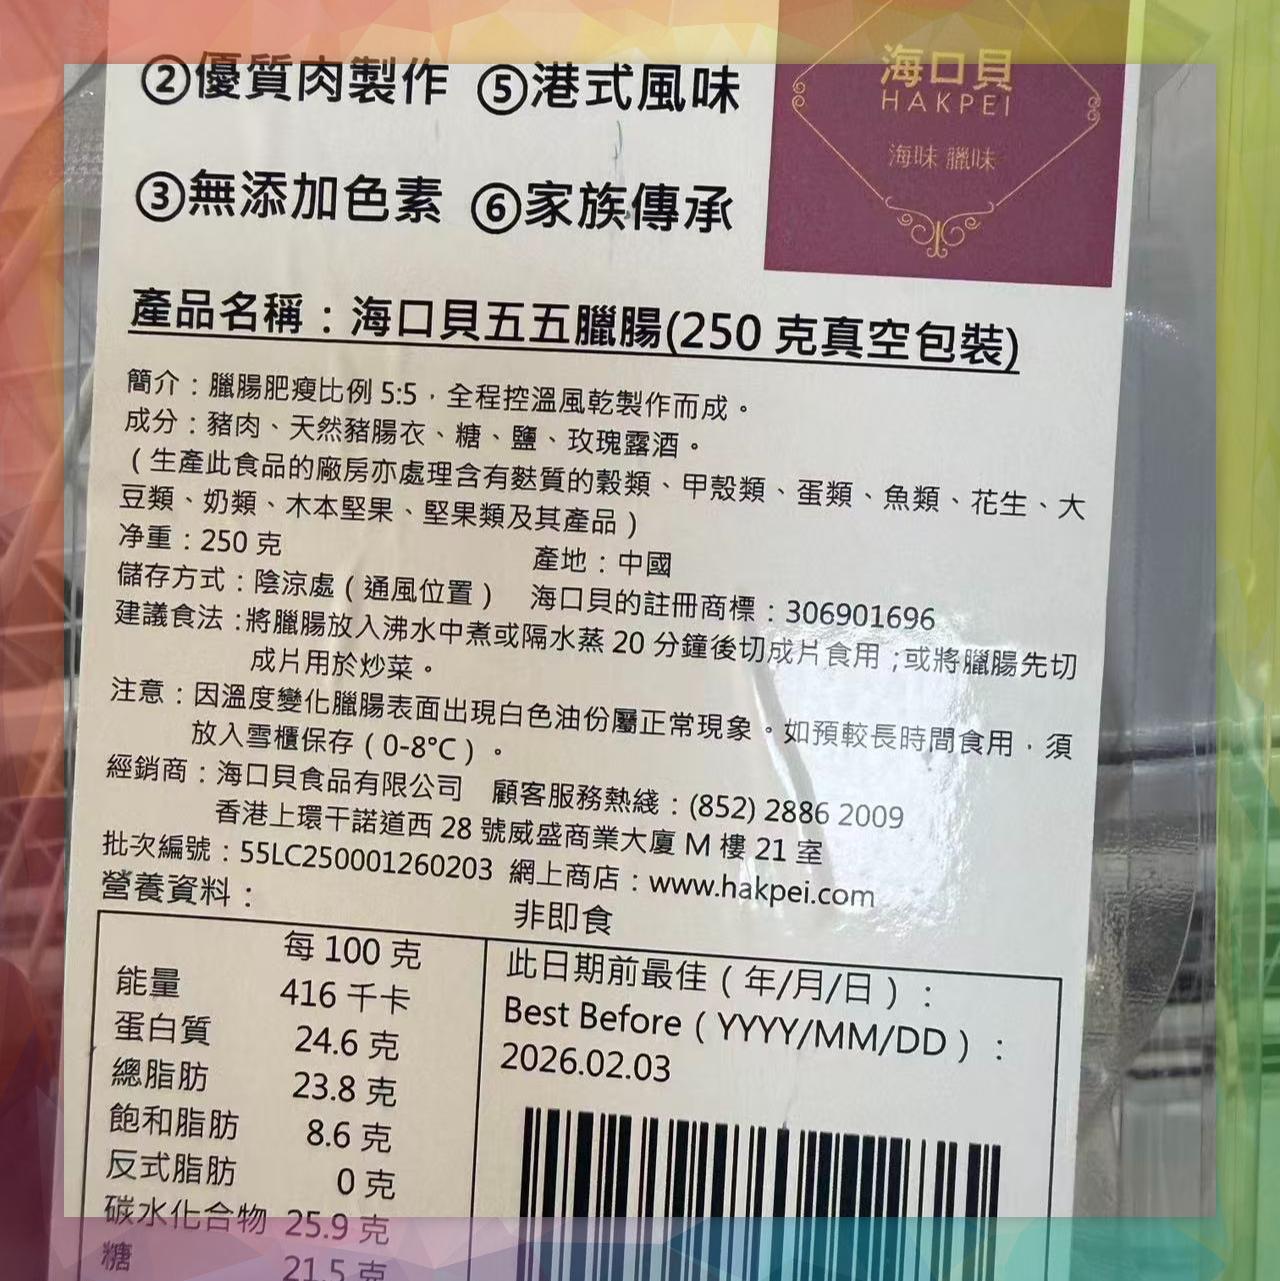 ②優質肉製作 ⑤港式風味
海口貝
HAKPEI
海味 臘味
③無添加色素 ⑥家族傳承
產品名稱：海口貝五五臘腸(250 克真空包裝)
簡介：臘腸肥瘦比例 5:5，全程控溫風乾製作而成。
成分：豬肉、天然豬腸衣、糖、鹽、玫瑰露酒。
（生產此食品的廠房亦處理含有麩質的穀類、甲殼類、蛋類、魚類、花生、大
豆類、奶類、木本堅果、堅果類及其產品）
净重：250 克 產地：中國
儲存方式：陰涼處（通風位置） 海口貝的註冊商標：306901696
建議食法：將臘腸放入沸水中煮或隔水蒸 20 分鐘後切成片食用；或將臘腸先切
成片用於炒菜。
注意：因溫度變化臘腸表面出現白色油份屬正常現象。如預較長時間食用，須
放入雪櫃保存（0-8°C）。
經銷商：海口貝食品有限公司 顧客服務熱綫：(852) 2886 2009
香港上環干諾道西 28 號威盛商業大廈 M 樓 21 室
批次編號：55LC250001260203 網上商店：www.hakpei.com
營養資料：
非即食
每 100 克
能量 416 千卡
蛋白質 24.6 克
總脂肪 23.8 克
飽和脂肪 8.6 克
反式脂肪 0 克
碳水化合物 25.9 克
糖 21.5 克
此日期前最佳（年/月/日）：
Best Before（YYYY/MM/DD）：
2026.02.03